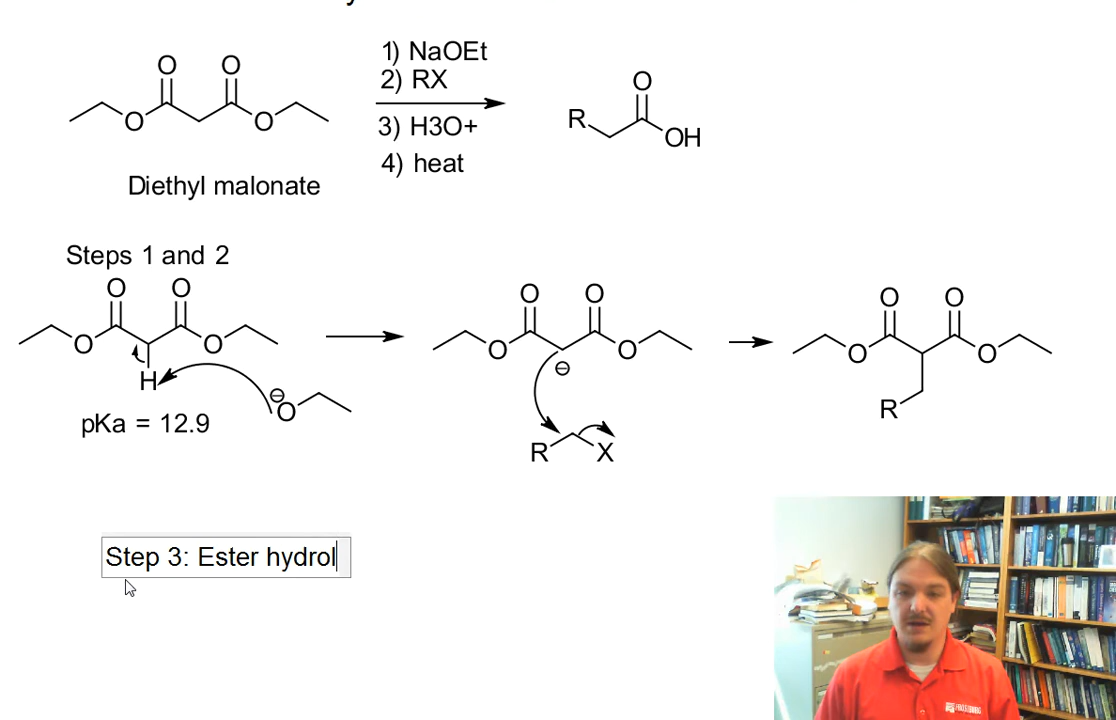 1) NaOEt
2) RX
3) H3O+
4) heat
O O
O O
R O
OH
Diethyl malonate
Steps 1 and 2
O O
O O
H
⊖
O
pKa = 12.9
O O
O O
⊖
R X
O O
O O
R
Step 3: Ester hydrol